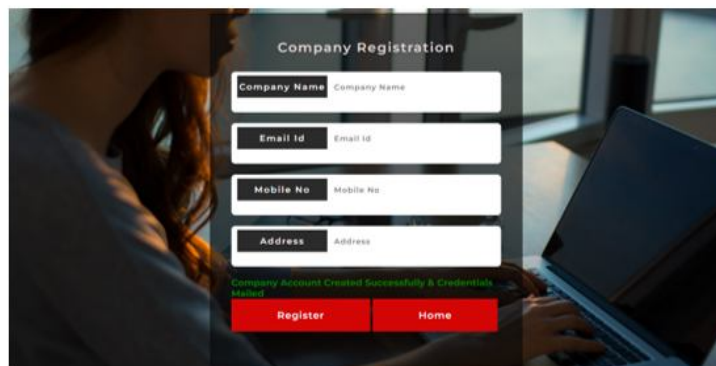 Company Registration
Company Name Company Name
Email Id Email Id
Mobile No Mobile No
Address Address
Company Account Created Successfully & Credentials
Mailed
Register Home